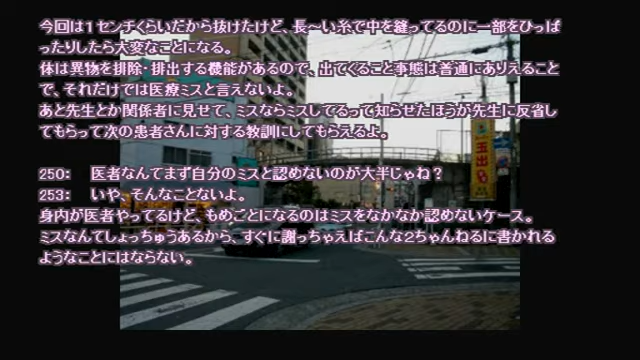 今回は１センチくらいだから抜けたけど、長～い糸で中を縫ってるのに一部をひっぱ
ったりしたら大変なことになる。
体は異物を排除・排出する機能があるので、出てくること事態は普通にありえること
で、それだけでは医療ミスと言えないよ。
あと先生とか関係者に見せて、ミスならミスしてるって知らせたほうが先生に反省し
てもらって次の患者さんに対する教訓にしてもらえるよ。
250：　医者なんてまず自分のミスと認めないのが大半じゃね？
253：　いや、そんなことないよ。
身内が医者やってるけど、もめごとになるのはミスをなかなか認めないケース。
ミスなんてしょっちゅうあるから、すぐに謝っちゃえばこんな２ちゃんねるに書かれる
ようなことにはならない。
玉出